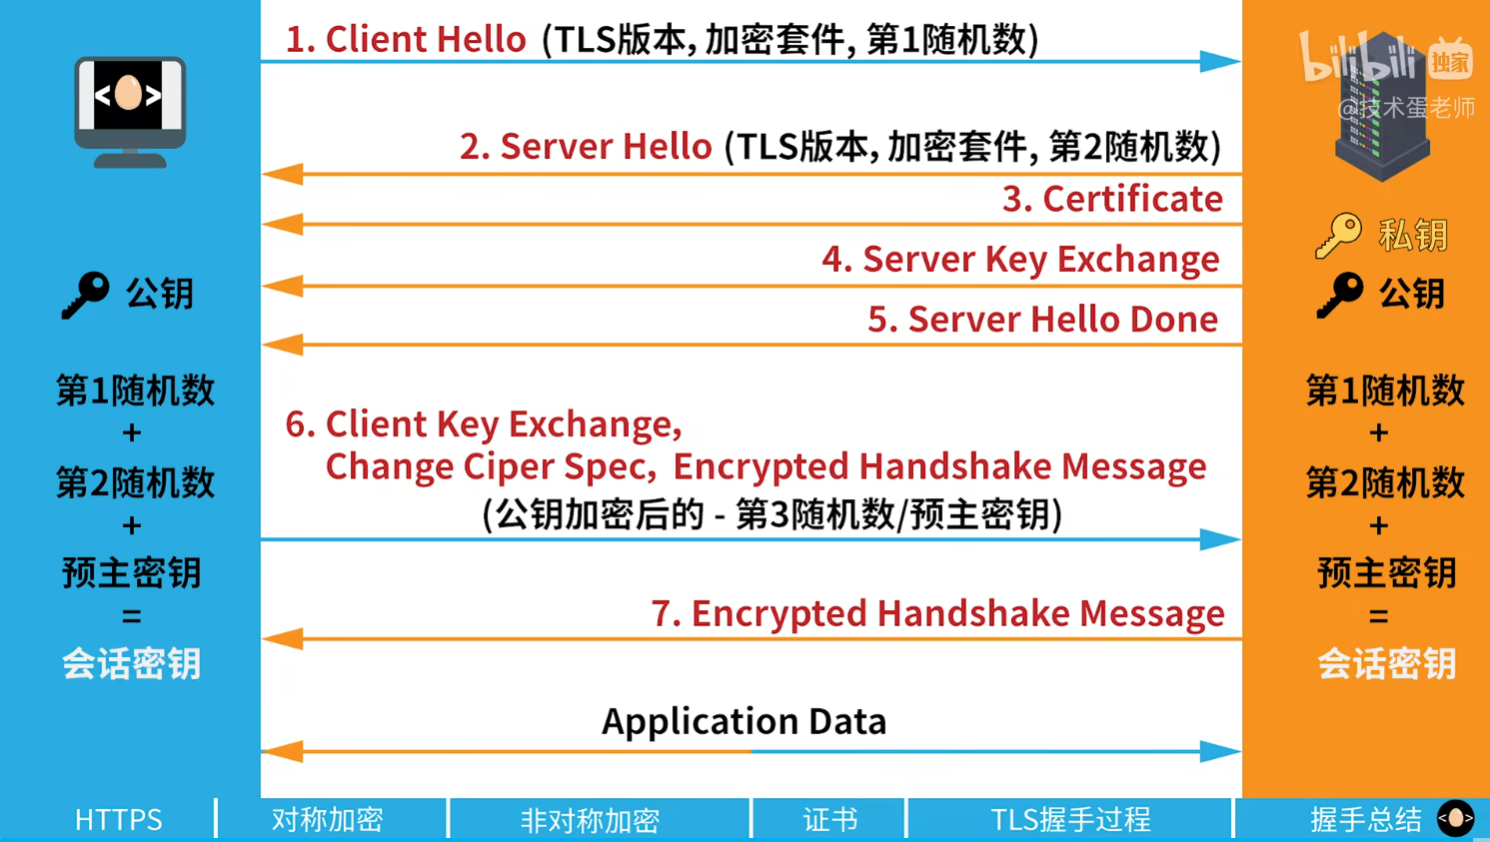 1. Client Hello (TLS版本, 加密套件, 第1随机数)
bilibili 独家
@技术蛋老师
2. Server Hello (TLS版本, 加密套件, 第2随机数)
3. Certificate
私钥
4. Server Key Exchange
公钥
公钥
5. Server Hello Done
第1随机数
+
第2随机数
+
预主密钥
=
会话密钥
6. Client Key Exchange,
Change Ciper Spec, Encrypted Handshake Message
(公钥加密后的 - 第3随机数/预主密钥)
第1随机数
+
第2随机数
+
预主密钥
=
会话密钥
7. Encrypted Handshake Message
Application Data
HTTPS
对称加密
非对称加密
证书
TLS握手过程
握手总结